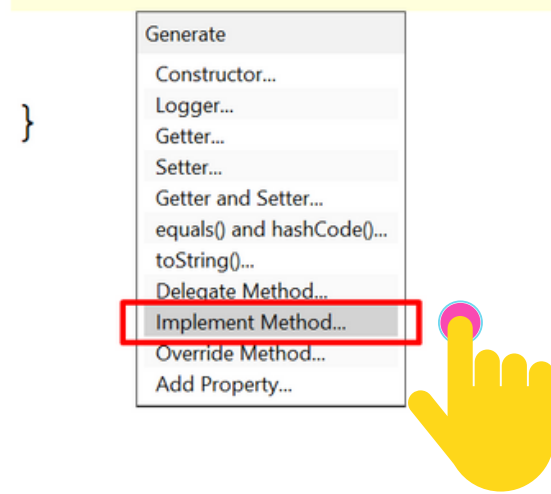 Generate
Constructor...
}
Logger...
Getter...
Setter...
Getter and Setter...
equals() and hashCode()...
toString()...
Delegate Method...
Implement Method...
Override Method...
Add Property...